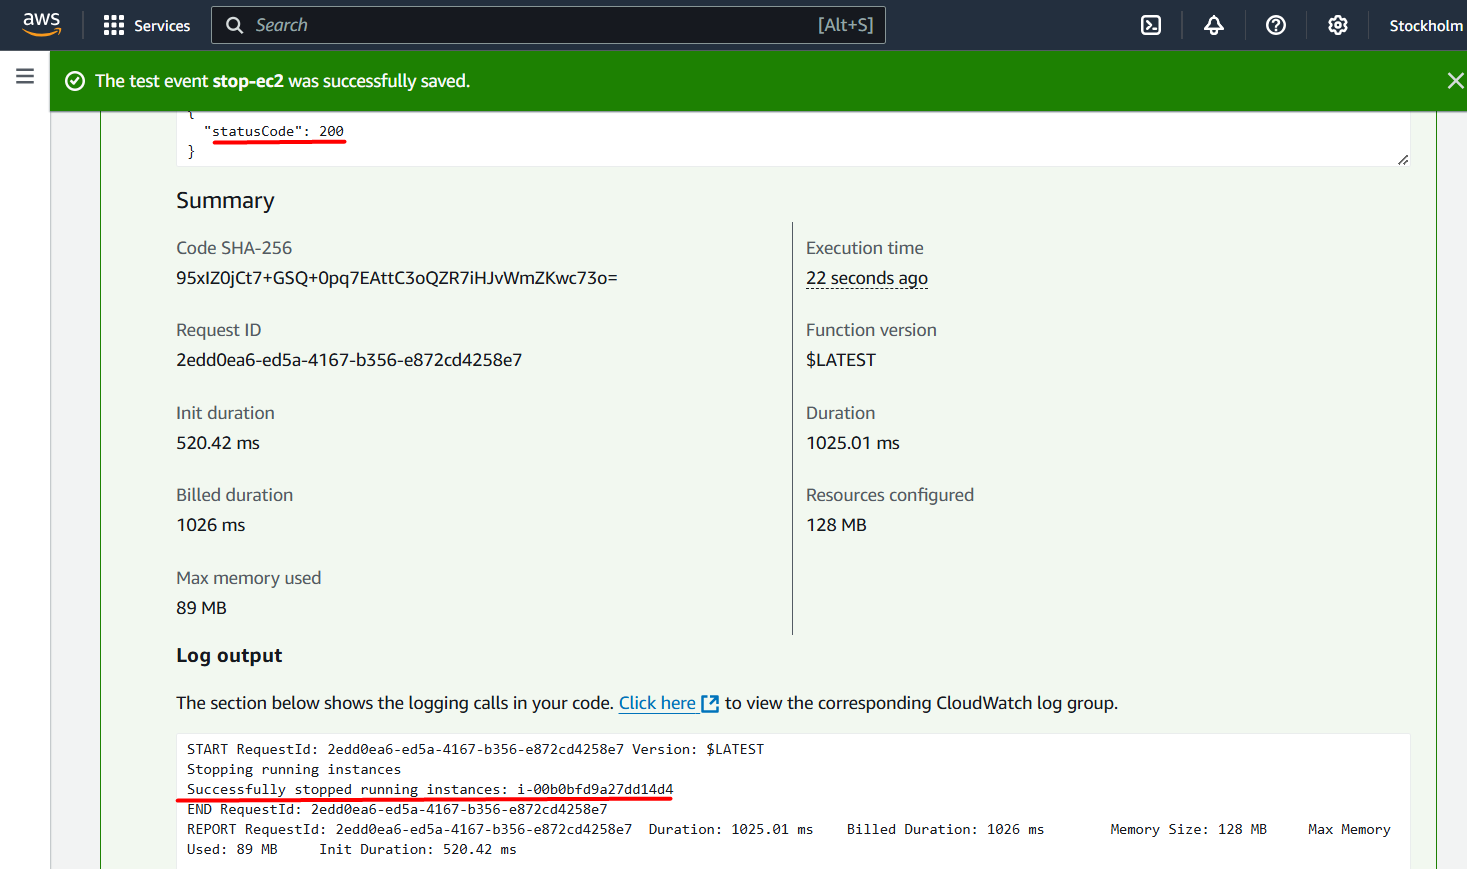 aws
Services
Search
[Alt+S]
Stockholm
The test event stop-ec2 was successfully saved.
{
"statusCode": 200
}
Summary
Code SHA-256
95xIZ0jCt7+GSQ+0pq7EAttC3oQZR7iHJvWmZKwc73o=
Execution time
22 seconds ago
Request ID
2edd0ea6-ed5a-4167-b356-e872cd4258e7
Function version
$LATEST
Init duration
520.42 ms
Duration
1025.01 ms
Billed duration
1026 ms
Resources configured
128 MB
Max memory used
89 MB
Log output
The section below shows the logging calls in your code. Click here to view the corresponding CloudWatch log group.
START RequestId: 2edd0ea6-ed5a-4167-b356-e872cd4258e7 Version: $LATEST
Stopping running instances
Successfully stopped running instances: i-00b0bfd9a27dd14d4
END RequestId: 2edd0ea6-ed5a-4167-b356-e872cd4258e7
REPORT RequestId: 2edd0ea6-ed5a-4167-b356-e872cd4258e7 Duration: 1025.01 ms Billed Duration: 1026 ms Memory Size: 128 MB Max Memory
Used: 89 MB Init Duration: 520.42 ms